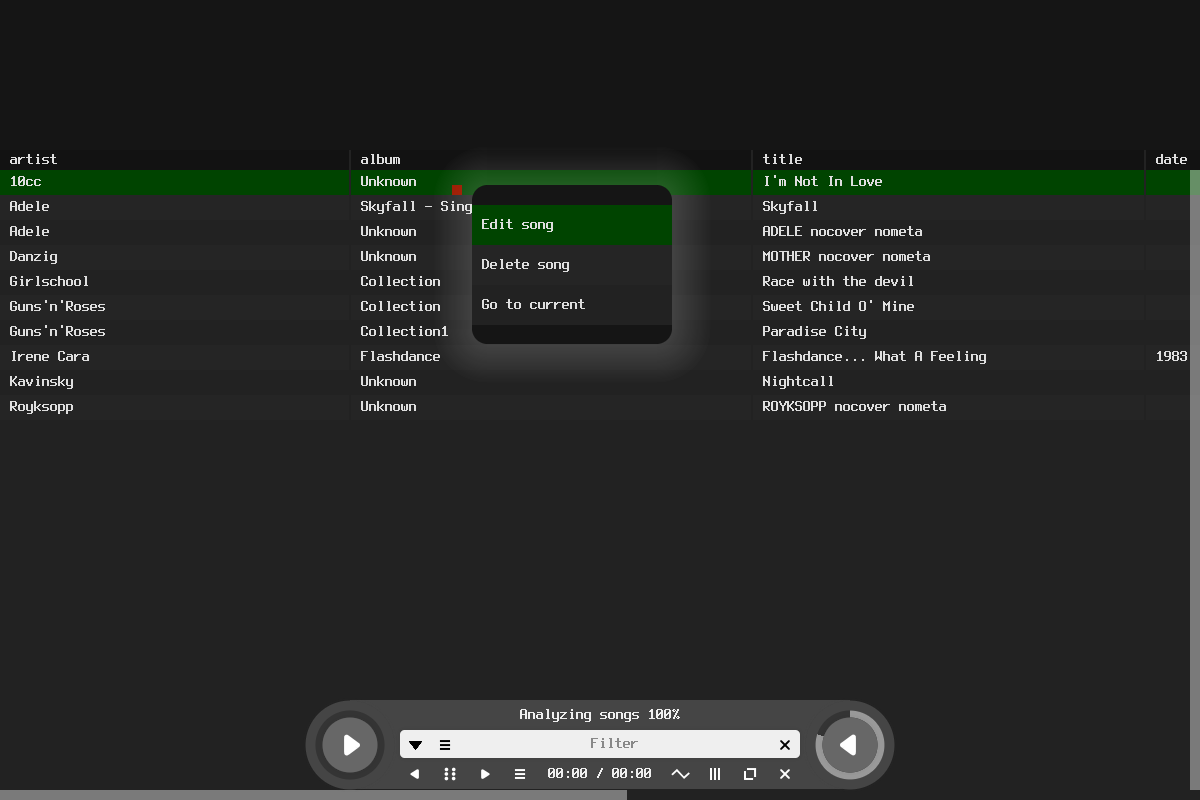 artist album title date
10cc Unknown I'm Not In Love
Adele Skyfall - Sing Skyfall
Adele Unknown ADELE nocover nometa
Danzig Unknown MOTHER nocover nometa
Girlschool Collection Race with the devil
Guns'n'Roses Collection Sweet Child O' Mine
Guns'n'Roses Collection1 Paradise City
Irene Cara Flashdance Flashdance... What A Feeling 1983
Kavinsky Unknown Nightcall
Royksopp Unknown ROYKSOPP nocover nometa
Edit song
Delete song
Go to current
Analyzing songs 100%
Filter
00:00 / 00:00